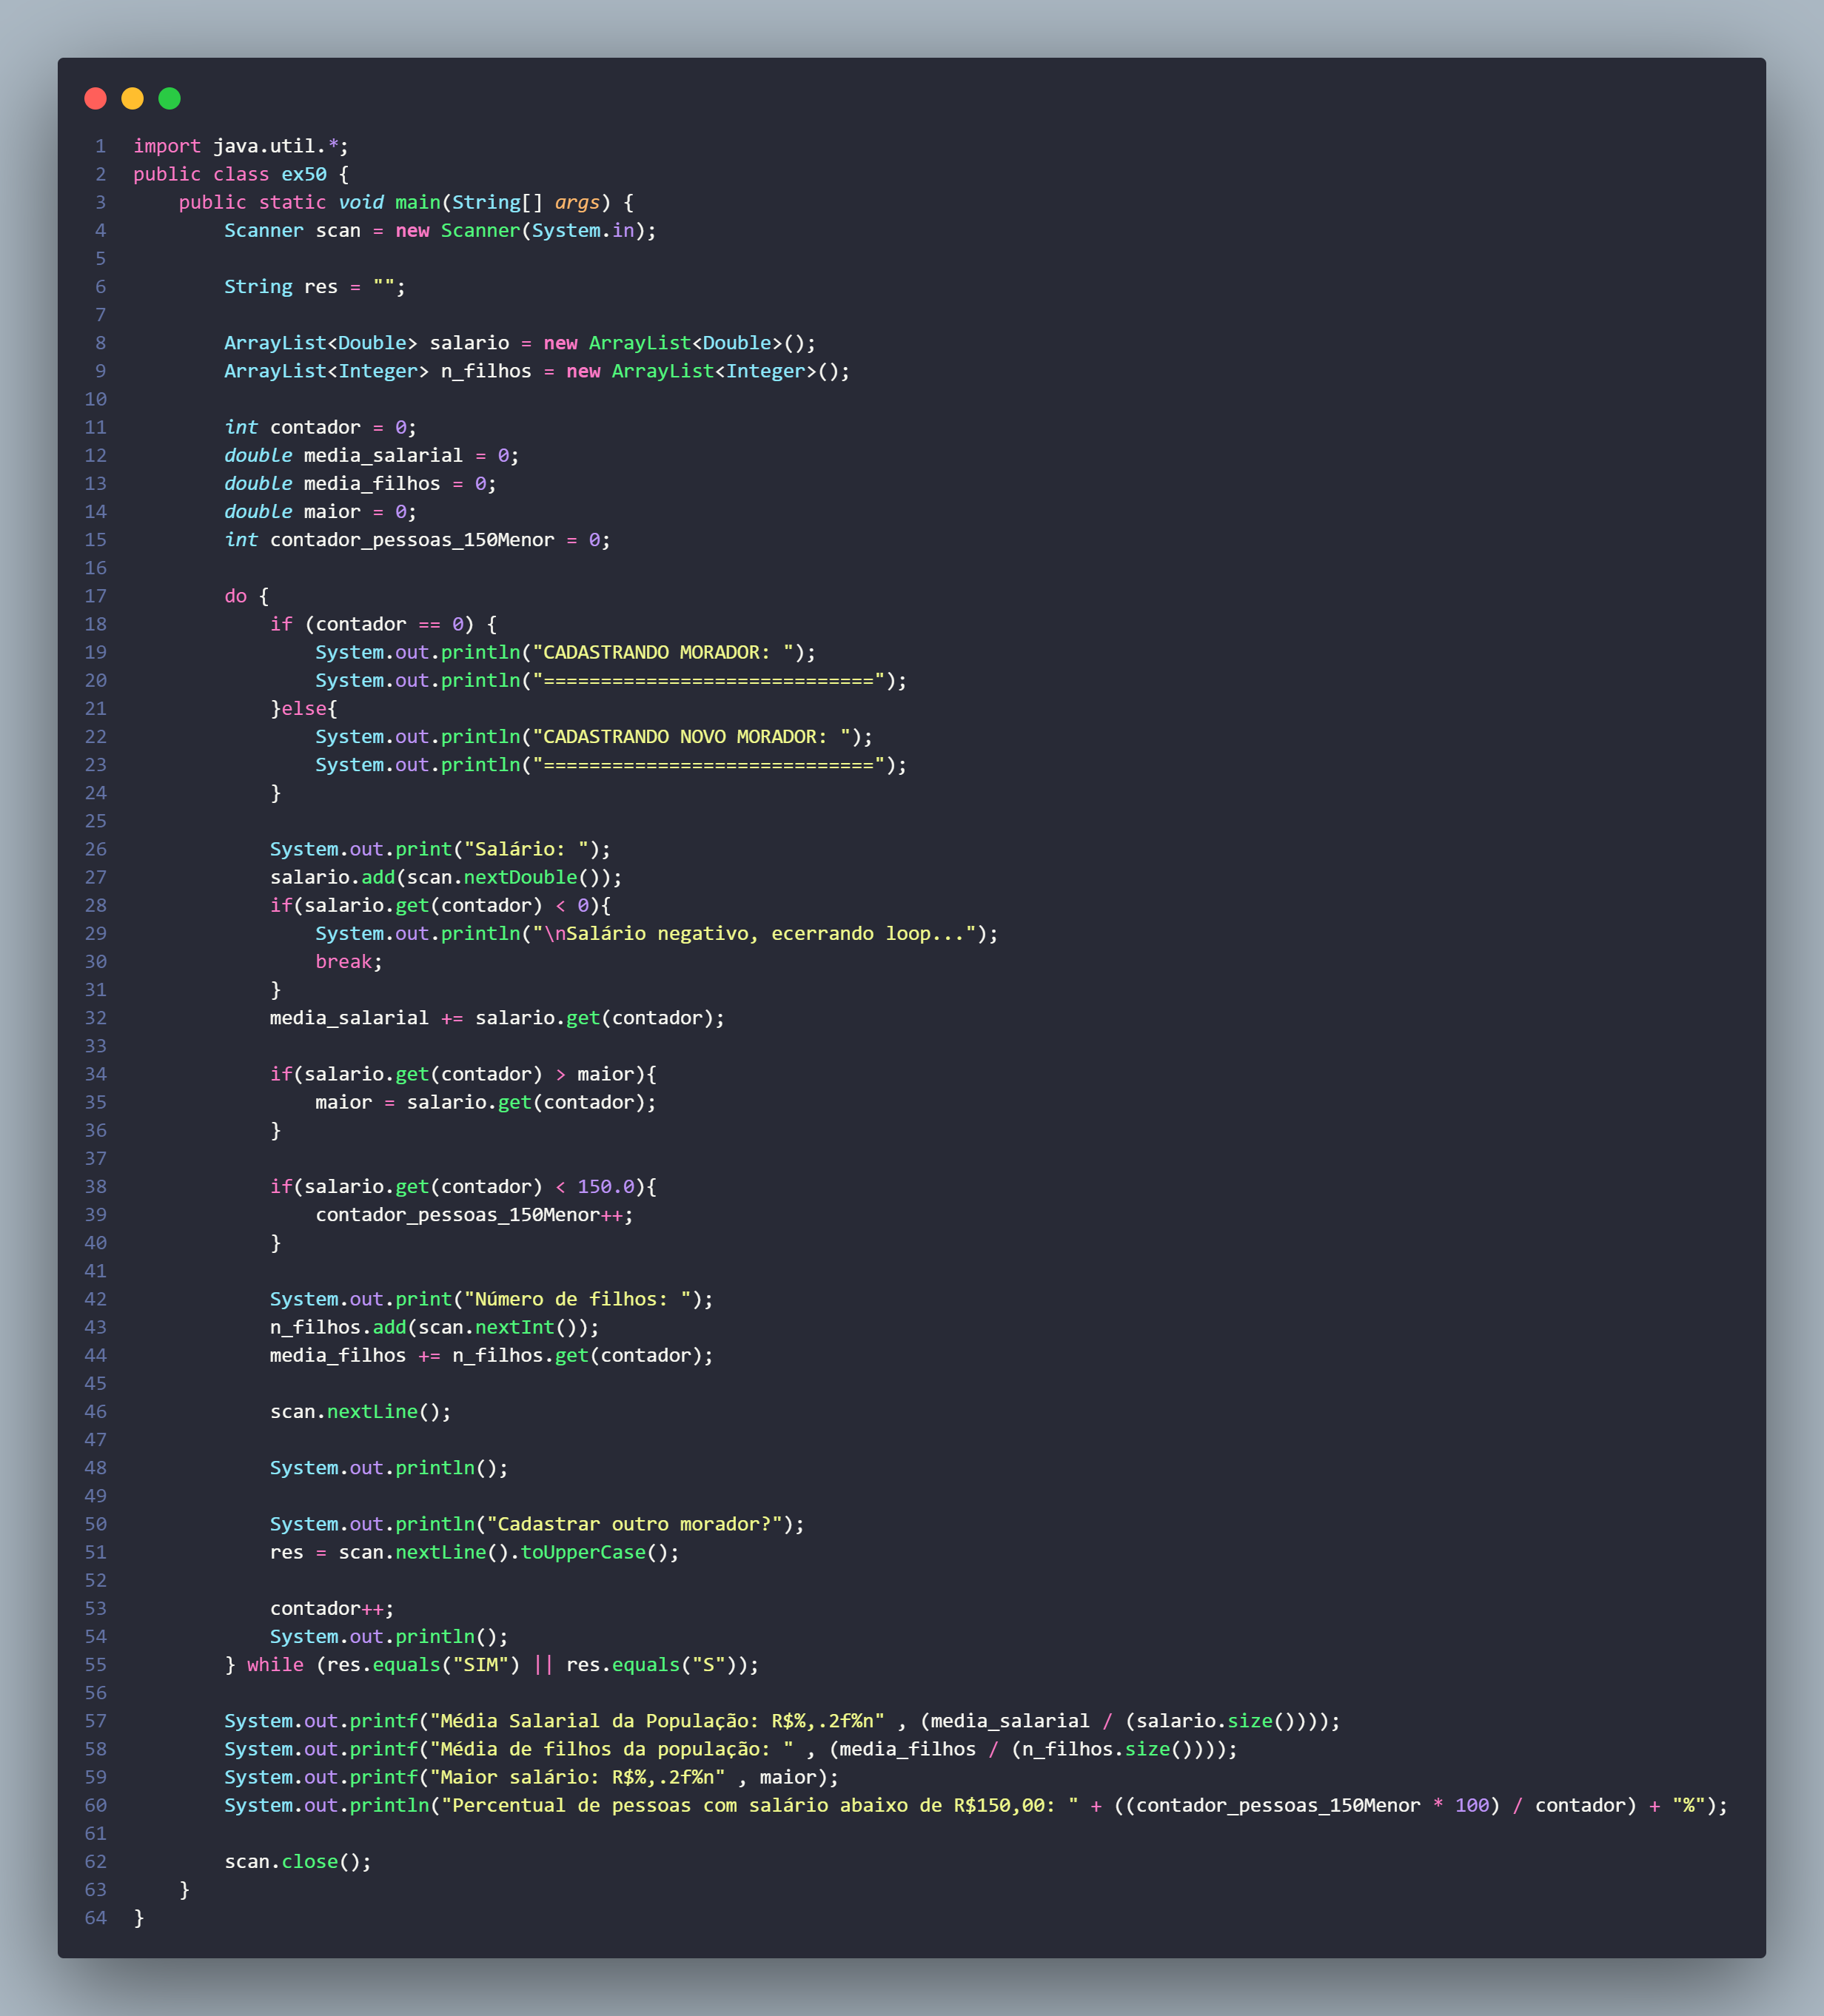 1 import java.util.*;
2 public class ex50 {
3     public static void main(String[] args) {
4         Scanner scan = new Scanner(System.in);
5
6         String res = "";
7
8         ArrayList<Double> salario = new ArrayList<Double>();
9         ArrayList<Integer> n_filhos = new ArrayList<Integer>();
10
11         int contador = 0;
12         double media_salarial = 0;
13         double media_filhos = 0;
14         double maior = 0;
15         int contador_pessoas_150Menor = 0;
16
17         do {
18             if (contador == 0) {
19                 System.out.println("CADASTRANDO MORADOR: ");
20                 System.out.println("=============================");
21             }else{
22                 System.out.println("CADASTRANDO NOVO MORADOR: ");
23                 System.out.println("=============================");
24             }
25
26             System.out.print("Salário: ");
27             salario.add(scan.nextDouble());
28             if(salario.get(contador) < 0){
29                 System.out.println("\nSalário negativo, ecerrando loop...");
30                 break;
31             }
32             media_salarial += salario.get(contador);
33
34             if(salario.get(contador) > maior){
35                 maior = salario.get(contador);
36             }
37
38             if(salario.get(contador) < 150.0){
39                 contador_pessoas_150Menor++;
40             }
41
42             System.out.print("Número de filhos: ");
43             n_filhos.add(scan.nextInt());
44             media_filhos += n_filhos.get(contador);
45
46             scan.nextLine();
47
48             System.out.println();
49
50             System.out.println("Cadastrar outro morador?");
51             res = scan.nextLine().toUpperCase();
52
53             contador++;
54             System.out.println();
55         } while (res.equals("SIM") || res.equals("S"));
56
57         System.out.printf("Média Salarial da População: R$%,.2f%n" , (media_salarial / (salario.size())));
58         System.out.printf("Média de filhos da população: " , (media_filhos / (n_filhos.size())));
59         System.out.printf("Maior salário: R$%,.2f%n" , maior);
60         System.out.println("Percentual de pessoas com salário abaixo de R$150,00: " + ((contador_pessoas_150Menor * 100) / contador) + "%");
61
62         scan.close();
63     }
64 }